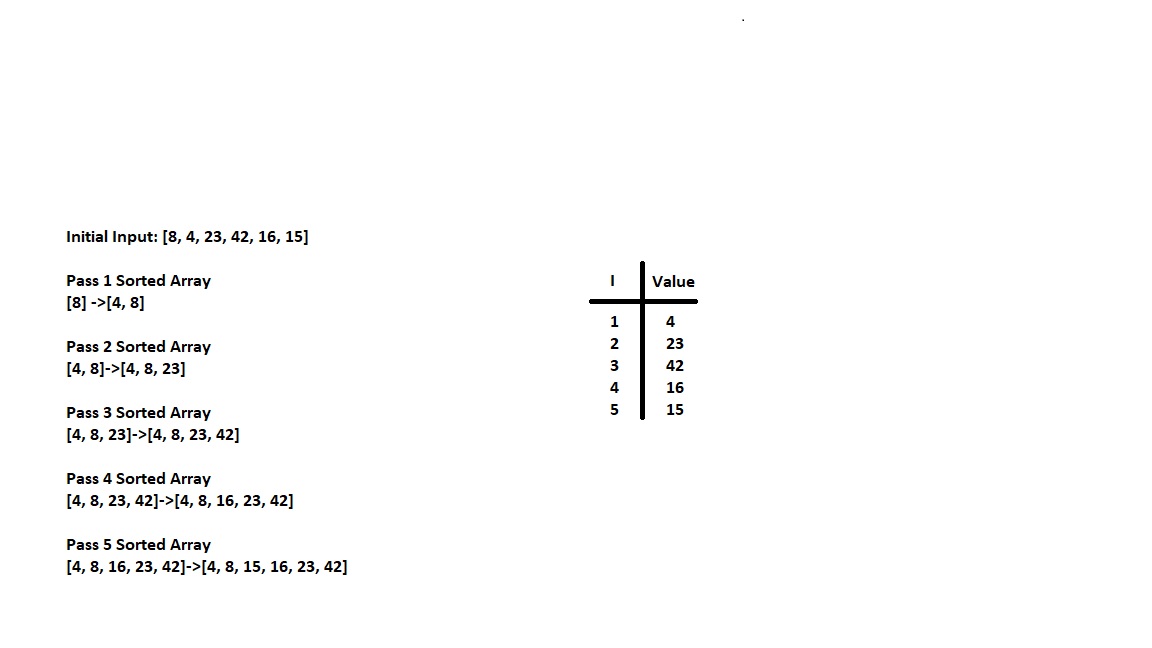 Initial Input: [8, 4, 23, 42, 16, 15]
Pass 1 Sorted Array
[8] ->[4, 8]
Pass 2 Sorted Array
[4, 8]->[4, 8, 23]
Pass 3 Sorted Array
[4, 8, 23]->[4, 8, 23, 42]
Pass 4 Sorted Array
[4, 8, 23, 42]->[4, 8, 16, 23, 42]
Pass 5 Sorted Array
[4, 8, 16, 23, 42]->[4, 8, 15, 16, 23, 42]
I Value
1 4
2 23
3 42
4 16
5 15